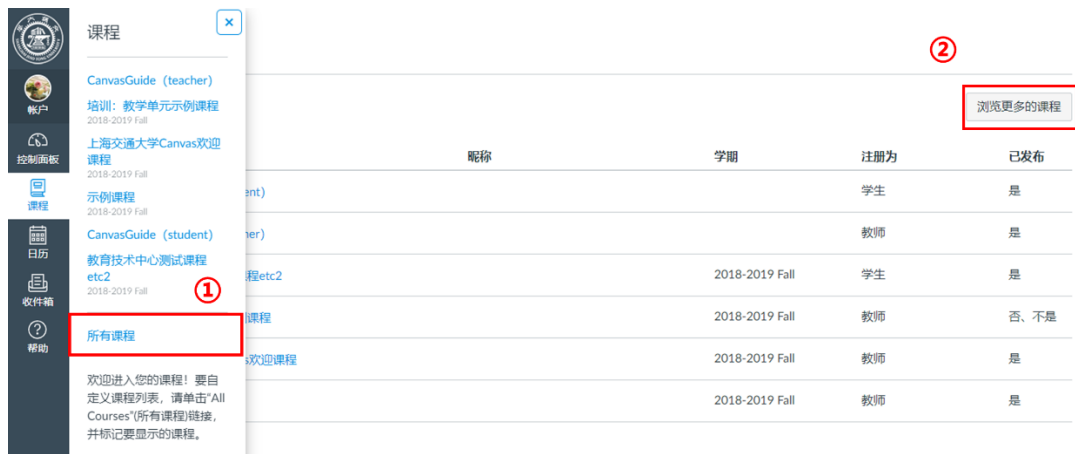 帐户
控制面板
课程
日历
收件箱
帮助
课程
×
CanvasGuide (teacher)
培训：教学单元示例课程
2018-2019 Fall
上海交通大学Canvas欢迎
课程
2018-2019 Fall
示例课程
2018-2019 Fall
CanvasGuide (student)
教育技术中心测试课程
etc2
2018-2019 Fall
①
所有课程
欢迎进入您的课程！要自
定义课程列表，请单击“All
Courses”(所有课程)链接，
并标记要显示的课程。
②
浏览更多的课程
昵称 学期 注册为 已发布
ent) 学生 是
her) 教师 是
程etc2 2018-2019 Fall 学生 是
课程 2018-2019 Fall 教师 否、不是
s欢迎课程 2018-2019 Fall 教师 是
2018-2019 Fall 教师 是